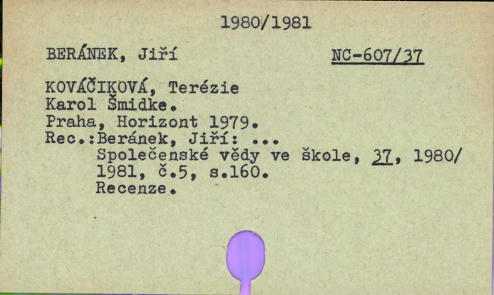 1980/1981
BERÁNEK, Jiří NC-607/37
KOVÁČIKOVÁ, Terézie
Karol Šmidke.
Praha, Horizont 1979.
Rec.:Beránek, Jiří: ...
Společenské vědy ve škole, 37, 1980/
1981, č.5, s.160.
Recenze.